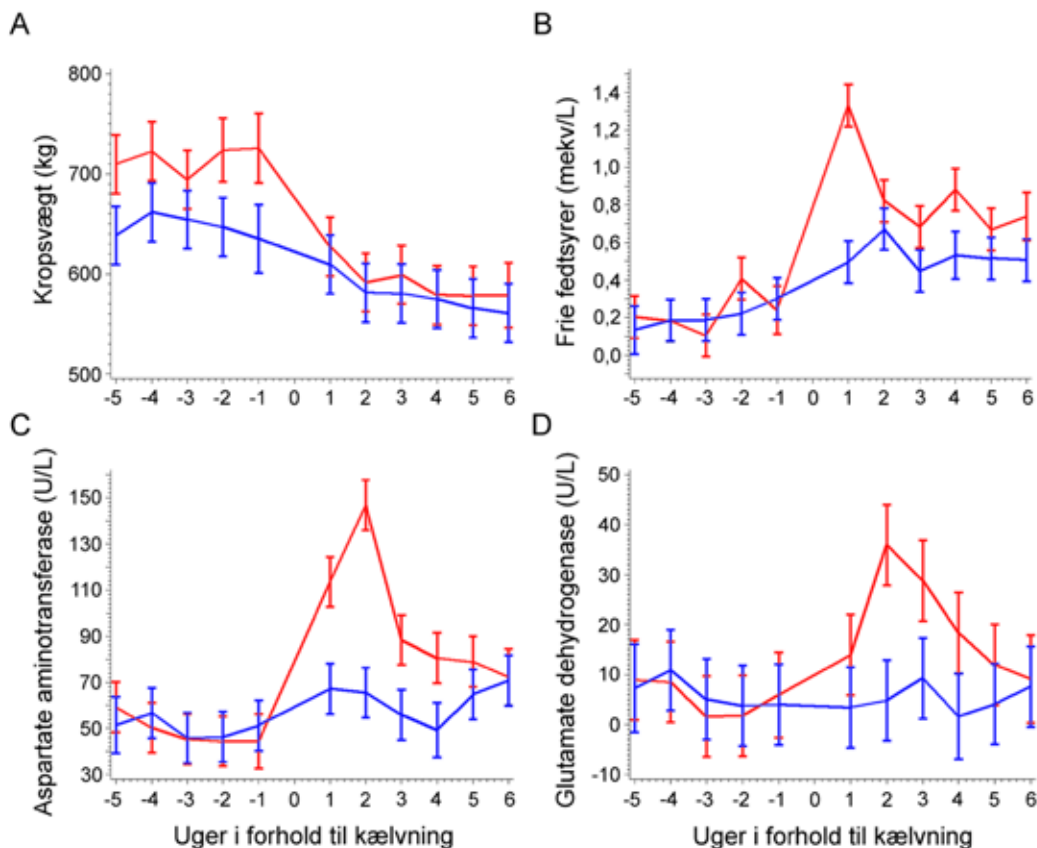 A
Kropsvægt (kg)
800
700
600
500
-5 -4 -3 -2 -1 0 1 2 3 4 5 6
B
Frie fedtsyrer (mekv/L)
1,4
1,2
1,0
0,8
0,6
0,4
0,2
0,0
-5 -4 -3 -2 -1 0 1 2 3 4 5 6
C
Aspartate aminotransferase (U/L)
150
130
110
90
70
50
30
-5 -4 -3 -2 -1 0 1 2 3 4 5 6
Uger i forhold til kælvning
D
Glutamate dehydrogenase (U/L)
50
40
30
20
10
0
-10
-5 -4 -3 -2 -1 0 1 2 3 4 5 6
Uger i forhold til kælvning